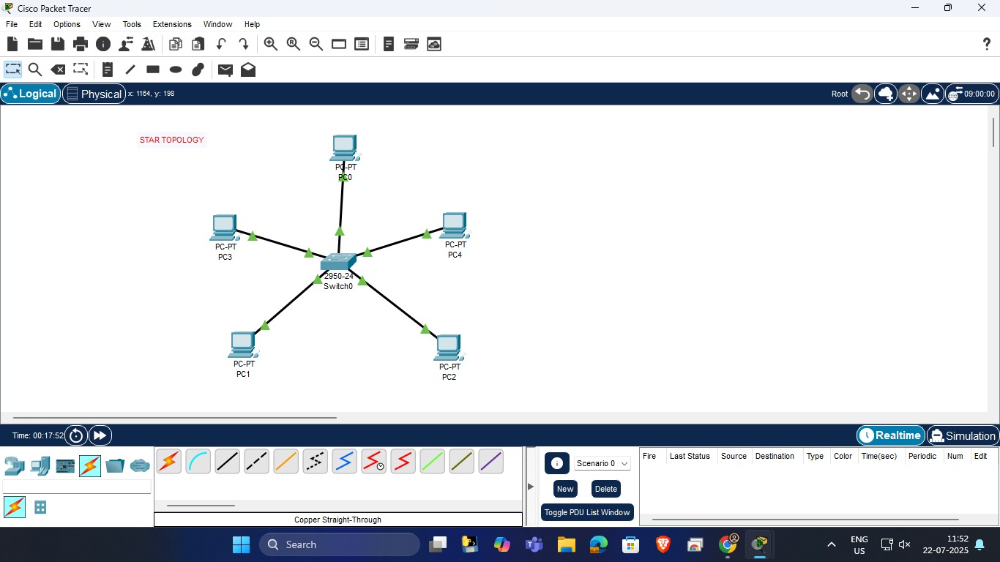 Cisco Packet Tracer
File Edit Options View Tools Extensions Window Help
Logical Physical x: 1164, y: 198 Root 09:00:00
STAR TOPOLOGY
PC-PT
PC0
PC-PT
PC3
PC-PT
PC4
2950-24
Switch0
PC-PT
PC1
PC-PT
PC2
Time: 00:17:52 Realtime Simulation
Scenario 0
New Delete
Toggle PDU List Window
Fire Last Status Source Destination Type Color Time(sec) Periodic Num Edit
Copper Straight-Through
Search
ENG
US
11:52
22-07-2025